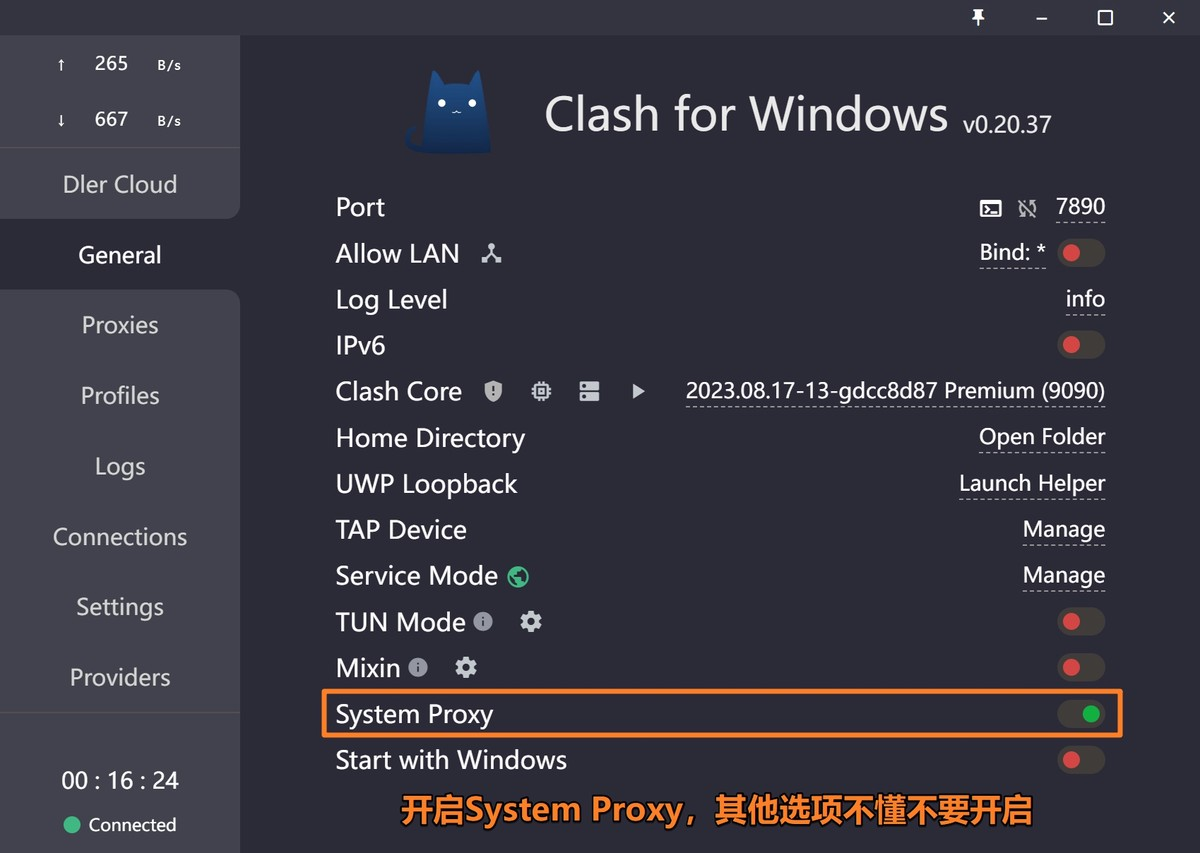 ↑ 265 B/s
↓ 667 B/s
Dler Cloud
General
Proxies
Profiles
Logs
Connections
Settings
Providers
00 : 16 : 24
Connected
Clash for Windows v0.20.37
Port 7890
Allow LAN Bind: *
Log Level info
IPv6
Clash Core 2023.08.17-13-gdcc8d87 Premium (9090)
Home Directory Open Folder
UWP Loopback Launch Helper
TAP Device Manage
Service Mode Manage
TUN Mode
Mixin
System Proxy
Start with Windows
开启System Proxy，其他选项不懂不要开启